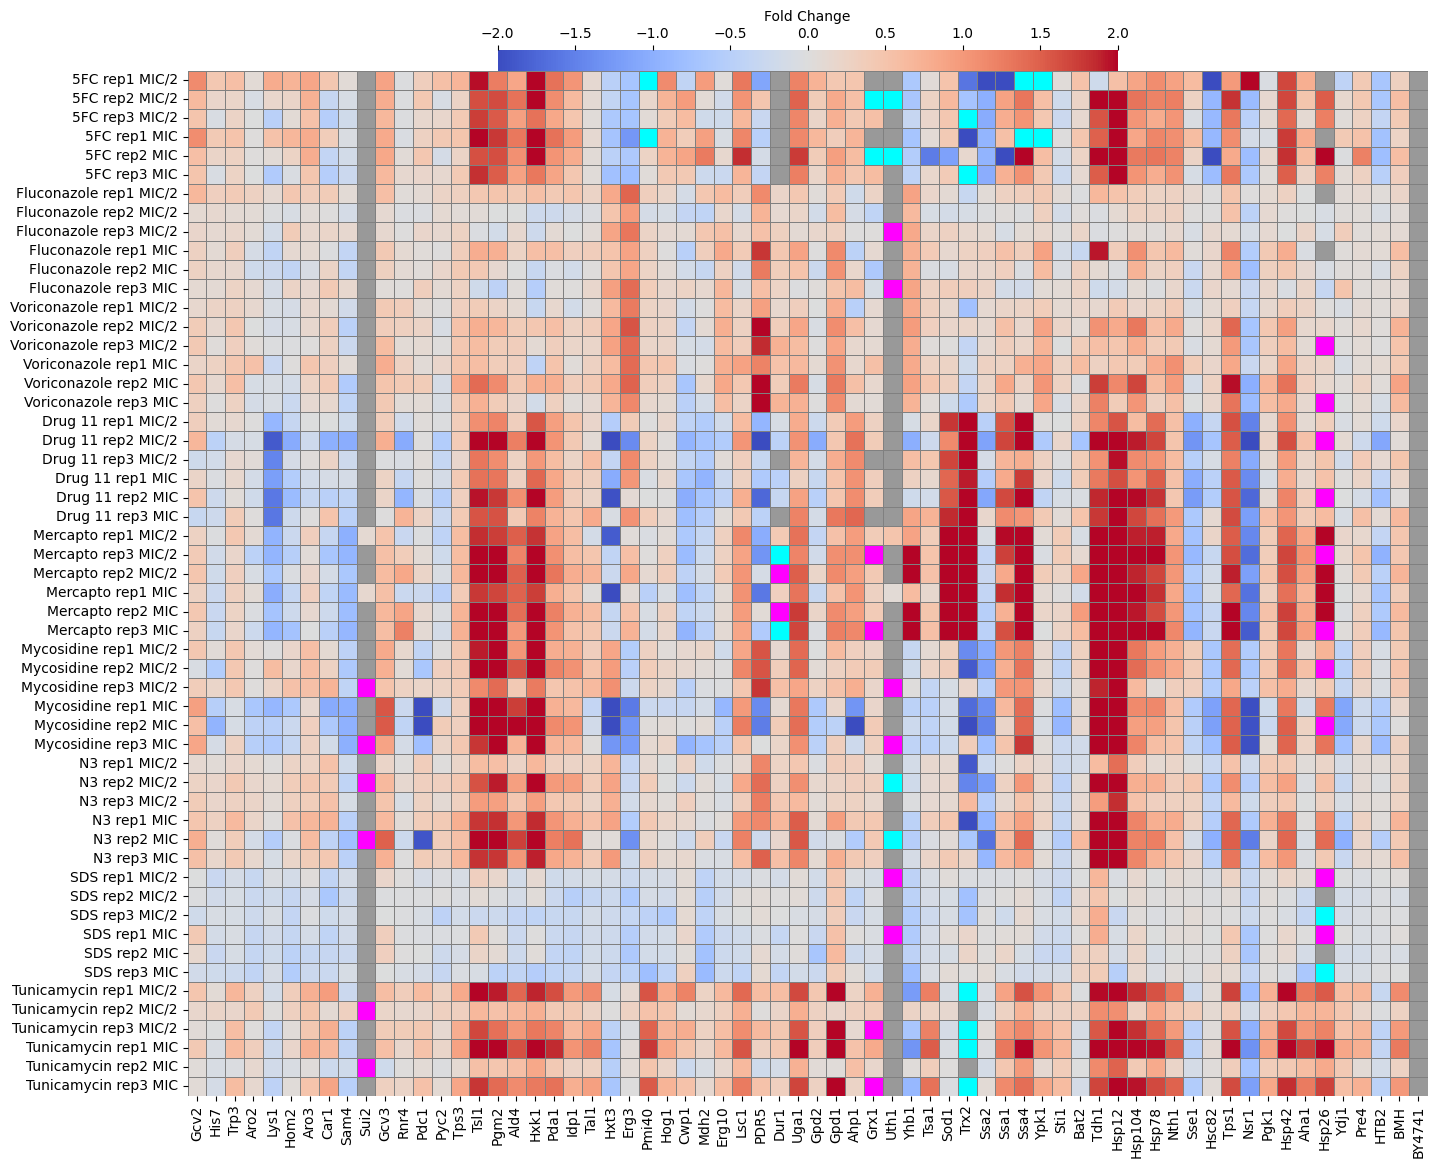 Fold Change
−2.0 −1.5 −1.0 −0.5 0.0 0.5 1.0 1.5 2.0
5FC rep1 MIC/2
5FC rep2 MIC/2
5FC rep3 MIC/2
5FC rep1 MIC
5FC rep2 MIC
5FC rep3 MIC
Fluconazole rep1 MIC/2
Fluconazole rep2 MIC/2
Fluconazole rep3 MIC/2
Fluconazole rep1 MIC
Fluconazole rep2 MIC
Fluconazole rep3 MIC
Voriconazole rep1 MIC/2
Voriconazole rep2 MIC/2
Voriconazole rep3 MIC/2
Voriconazole rep1 MIC
Voriconazole rep2 MIC
Voriconazole rep3 MIC
Drug 11 rep1 MIC/2
Drug 11 rep2 MIC/2
Drug 11 rep3 MIC/2
Drug 11 rep1 MIC
Drug 11 rep2 MIC
Drug 11 rep3 MIC
Mercapto rep1 MIC/2
Mercapto rep3 MIC/2
Mercapto rep2 MIC/2
Mercapto rep1 MIC
Mercapto rep2 MIC
Mercapto rep3 MIC
Mycosidine rep1 MIC/2
Mycosidine rep2 MIC/2
Mycosidine rep3 MIC/2
Mycosidine rep1 MIC
Mycosidine rep2 MIC
Mycosidine rep3 MIC
N3 rep1 MIC/2
N3 rep2 MIC/2
N3 rep3 MIC/2
N3 rep1 MIC
N3 rep2 MIC
N3 rep3 MIC
SDS rep1 MIC/2
SDS rep2 MIC/2
SDS rep3 MIC/2
SDS rep1 MIC
SDS rep2 MIC
SDS rep3 MIC
Tunicamycin rep1 MIC/2
Tunicamycin rep2 MIC/2
Tunicamycin rep3 MIC/2
Tunicamycin rep1 MIC
Tunicamycin rep2 MIC
Tunicamycin rep3 MIC
Gcv2
His7
Trp3
Aro2
Lys1
Hom2
Aro3
Car1
Sam4
Sui2
Gcv3
Rnr4
Pdc1
Pyc2
Tps3
Tsl1
Pgm2
Ald4
Hxk1
Pda1
Idp1
Tal1
Hxt3
Erg3
Pmi40
Hog1
Cwp1
Mdh2
Erg10
Lsc1
PDR5
Dur1
Uga1
Gpd2
Gpd1
Ahp1
Grx1
Uth1
Yhb1
Tsa1
Sod1
Trx2
Ssa2
Ssa1
Ssa4
Ypk1
Sti1
Bat2
Tdh1
Hsp12
Hsp104
Hsp78
Nth1
Sse1
Hsc82
Tps1
Nsr1
Pgk1
Hsp42
Aha1
Hsp26
Ydj1
Pre4
HTB2
BMH
BY4741